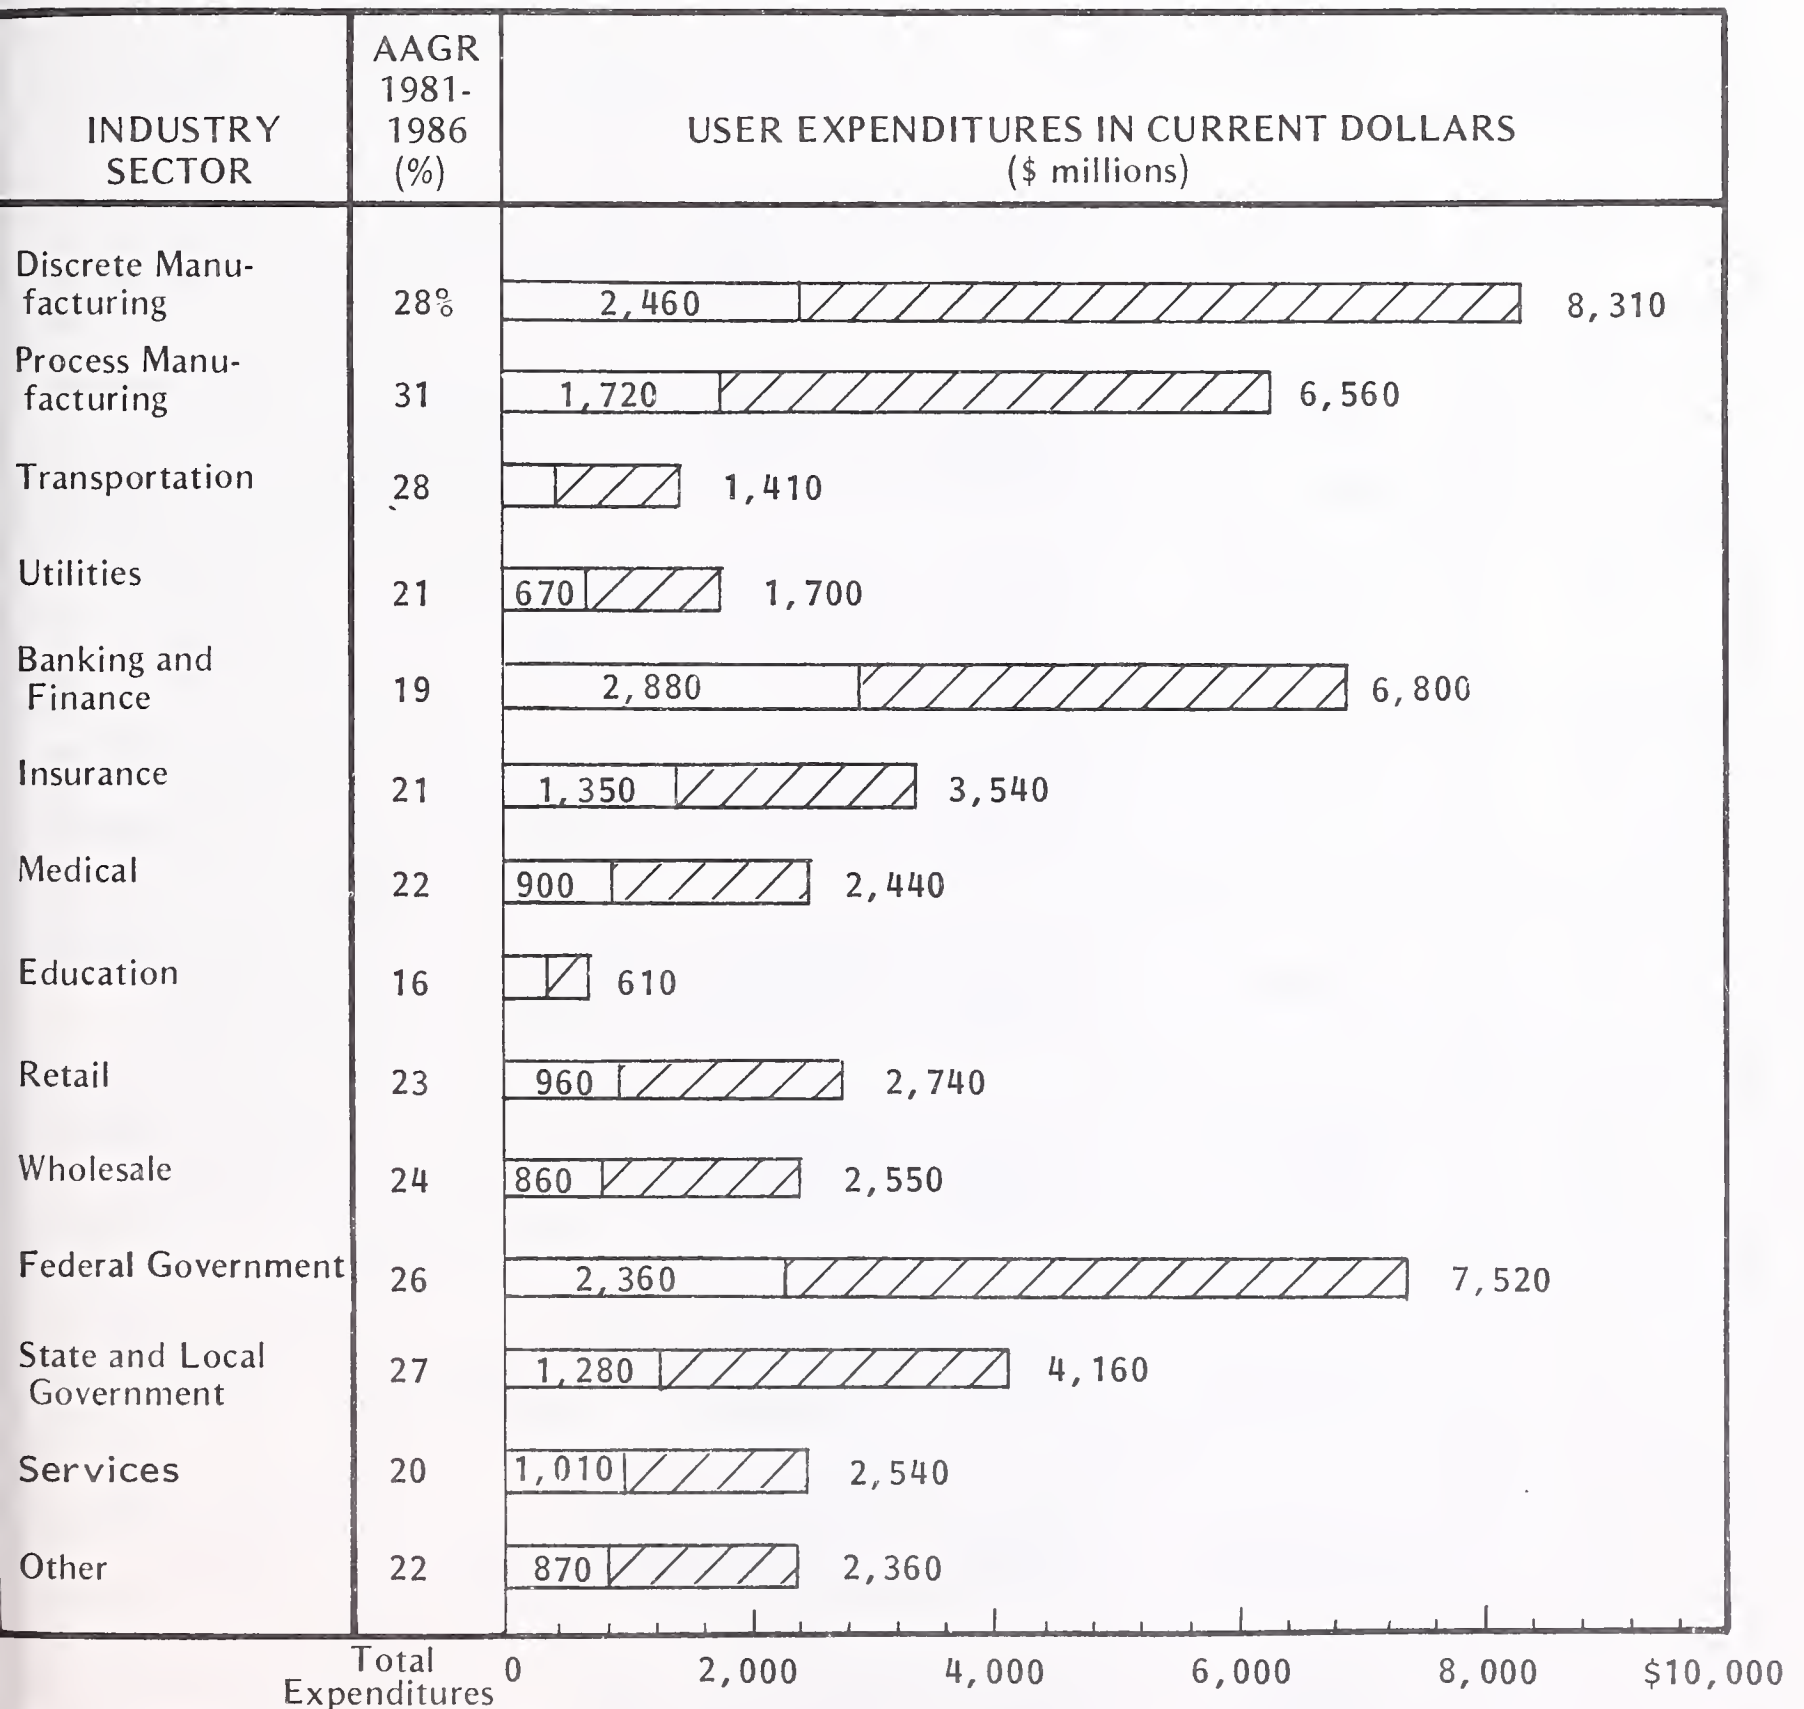 INDUSTRY
SECTOR
AAGR
1981-
1986
(%)
USER EXPENDITURES IN CURRENT DOLLARS
($ millions)
Discrete Manu-
facturing
28%
2,460
8,310
Process Manu-
facturing
31
1,720
6,560
Transportation
28
1,410
Utilities
21
670
1,700
Banking and
Finance
19
2,880
6,800
Insurance
21
1,350
3,540
Medical
22
900
2,440
Education
16
610
Retail
23
960
2,740
Wholesale
24
860
2,550
Federal Government
26
2,360
7,520
State and Local
Government
27
1,280
4,160
Services
20
1,010
2,540
Other
22
870
2,360
Total
Expenditures
0 2,000 4,000 6,000 8,000 $10,000